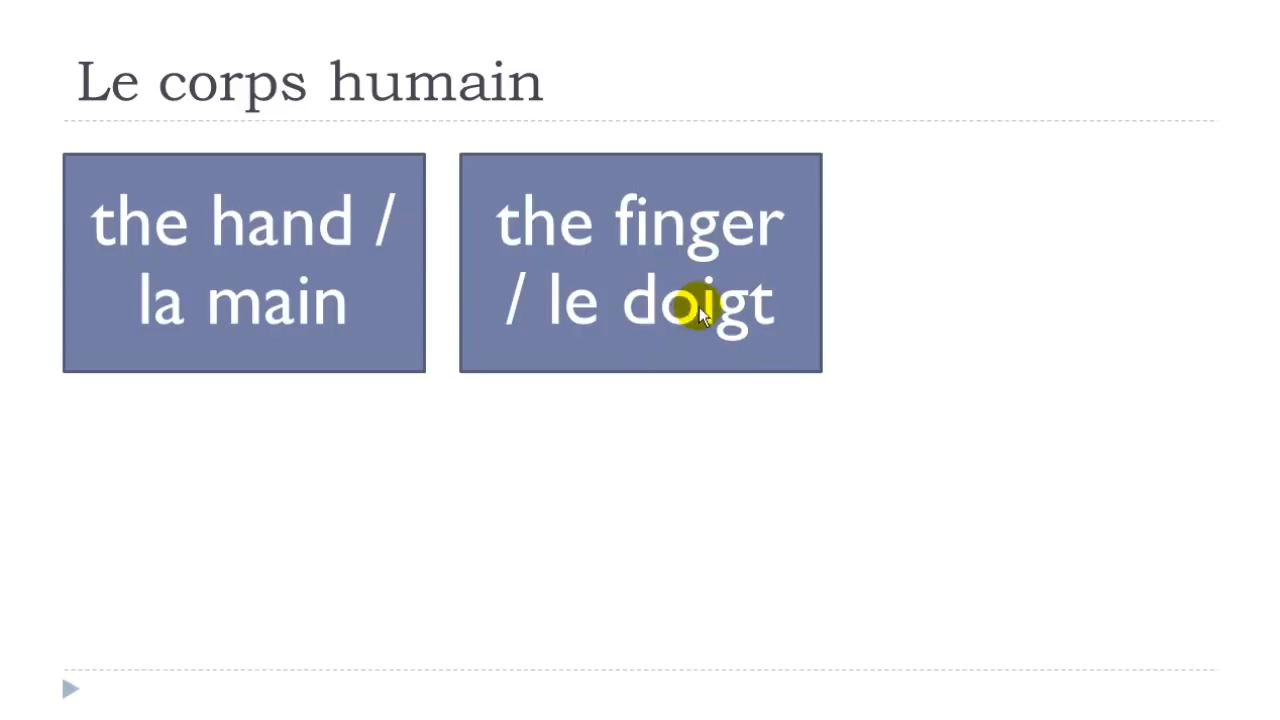 Le corps humain
the hand /
la main
the finger
/ le doigt